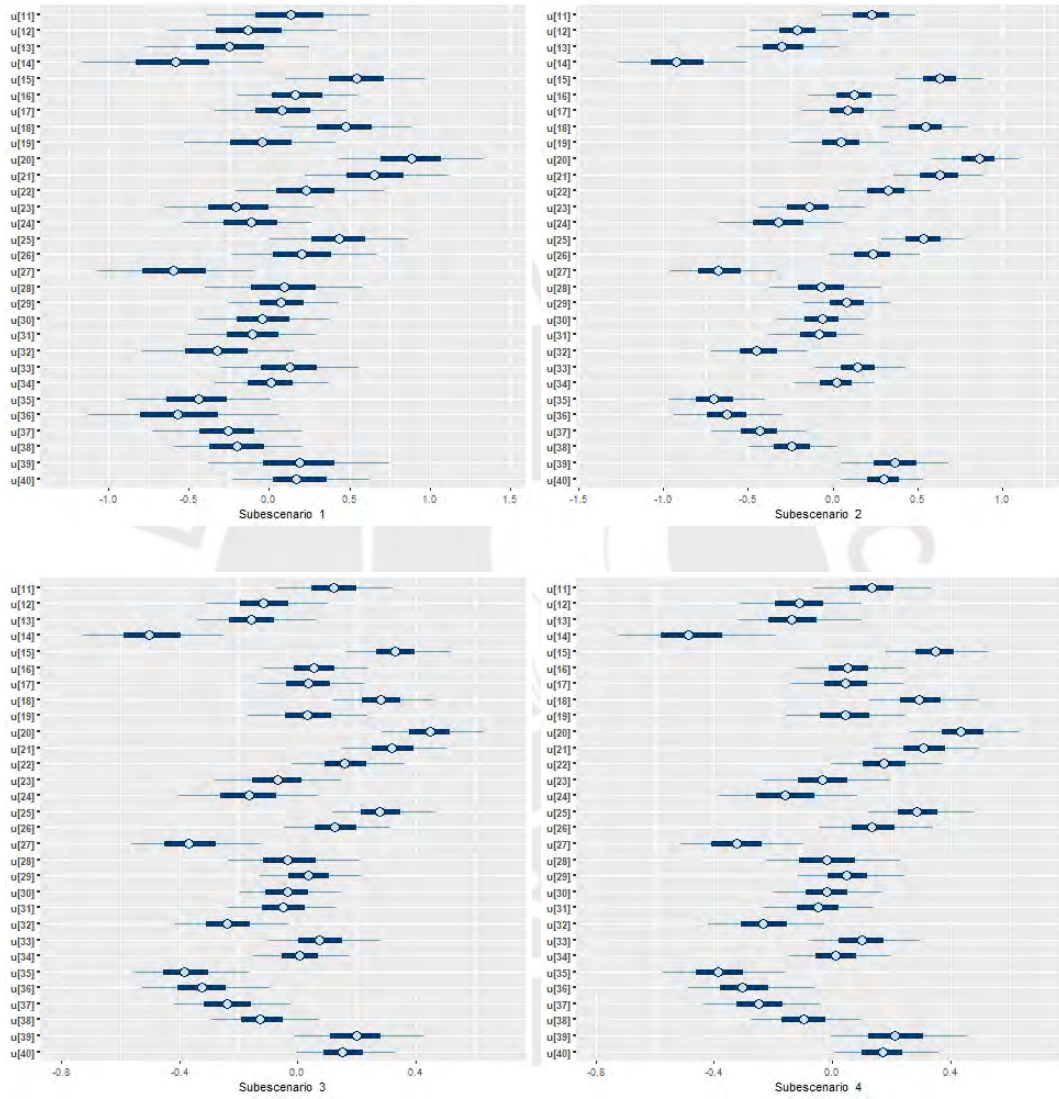 u[11]
u[12]
u[13]
u[14]
u[15]
u[16]
u[17]
u[18]
u[19]
u[20]
u[21]
u[22]
u[23]
u[24]
u[25]
u[26]
u[27]
u[28]
u[29]
u[30]
u[31]
u[32]
u[33]
u[34]
u[35]
u[36]
u[37]
u[38]
u[39]
u[40]
-1.0 -0.5 0.0 0.5 1.0 1.5
Subescenario 1
u[11]
u[12]
u[13]
u[14]
u[15]
u[16]
u[17]
u[18]
u[19]
u[20]
u[21]
u[22]
u[23]
u[24]
u[25]
u[26]
u[27]
u[28]
u[29]
u[30]
u[31]
u[32]
u[33]
u[34]
u[35]
u[36]
u[37]
u[38]
u[39]
u[40]
-1.5 -1.0 -0.5 0.0 0.5 1.0
Subescenario 2
u[11]
u[12]
u[13]
u[14]
u[15]
u[16]
u[17]
u[18]
u[19]
u[20]
u[21]
u[22]
u[23]
u[24]
u[25]
u[26]
u[27]
u[28]
u[29]
u[30]
u[31]
u[32]
u[33]
u[34]
u[35]
u[36]
u[37]
u[38]
u[39]
u[40]
-0.8 -0.4 0.0 0.4
Subescenario 3
u[11]
u[12]
u[13]
u[14]
u[15]
u[16]
u[17]
u[18]
u[19]
u[20]
u[21]
u[22]
u[23]
u[24]
u[25]
u[26]
u[27]
u[28]
u[29]
u[30]
u[31]
u[32]
u[33]
u[34]
u[35]
u[36]
u[37]
u[38]
u[39]
u[40]
-0.8 -0.4 0.0 0.4
Subescenario 4